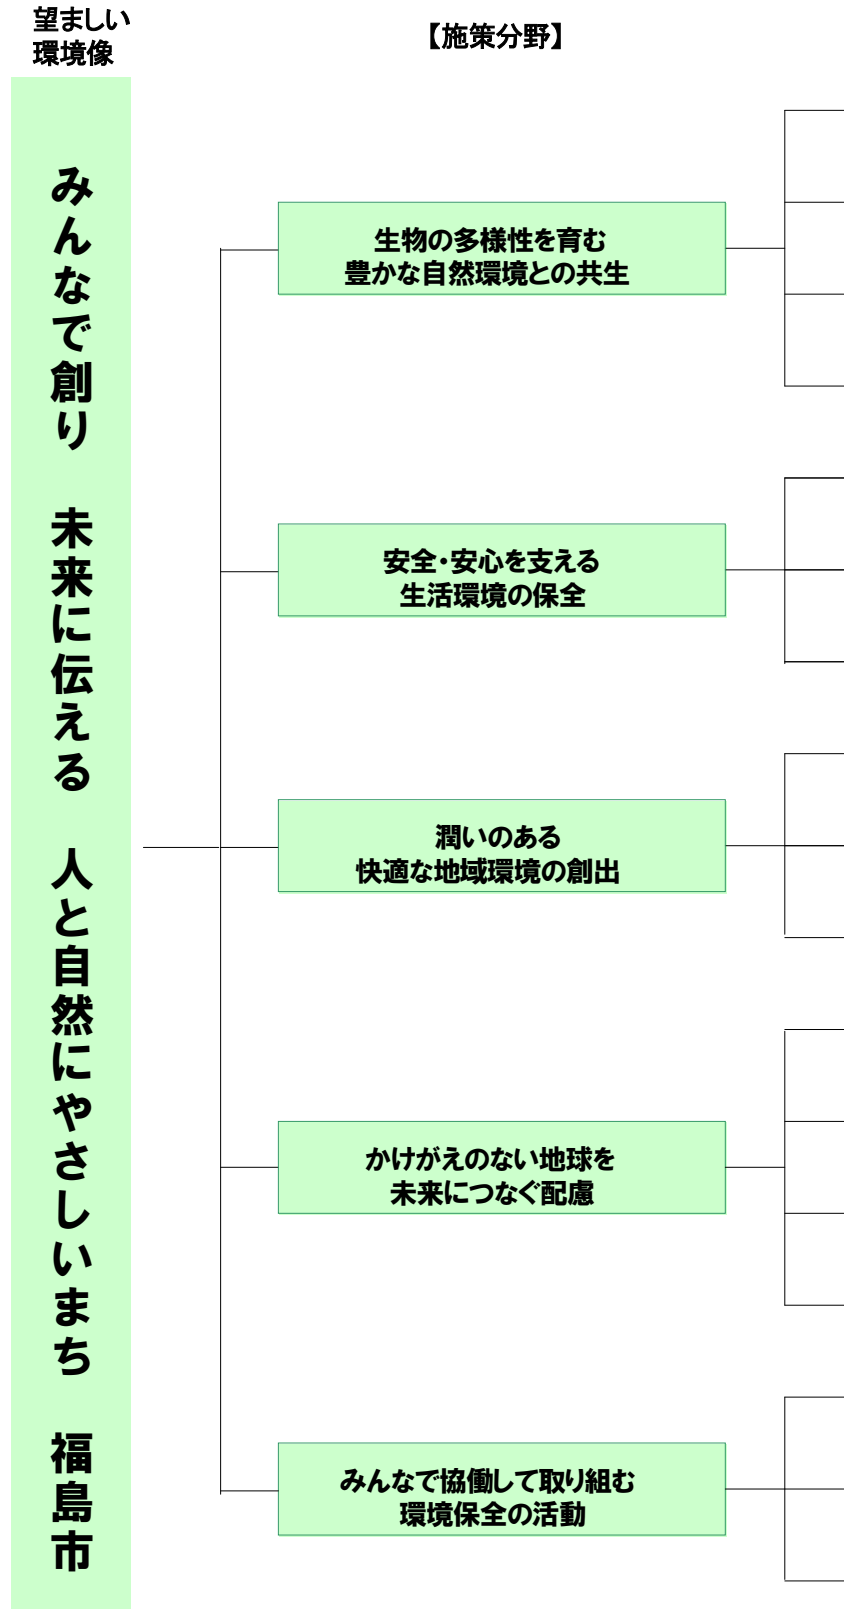 望ましい
環境像
【施策分野】
みんなで創り　未来に伝える　人と自然にやさしいまち　福島市
生物の多様性を育む
豊かな自然環境との共生
安全・安心を支える
生活環境の保全
潤いのある
快適な地域環境の創出
かけがえのない地球を
未来につなぐ配慮
みんなで協働して取り組む
環境保全の活動